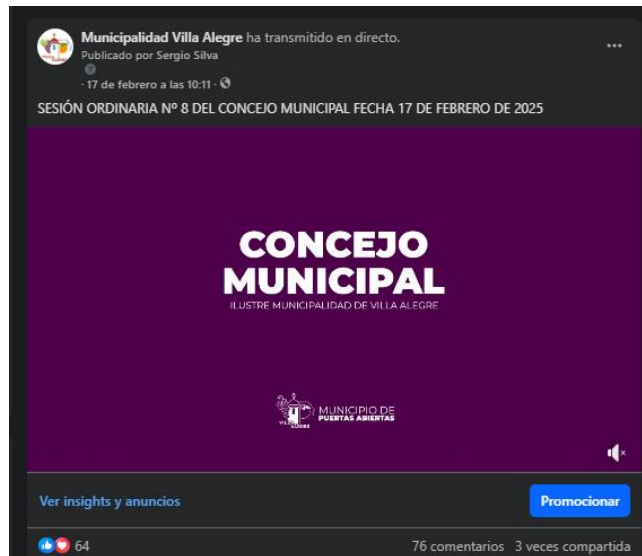 Municipalidad Villa Alegre ha transmitido en directo.
Publicado por Sergio Silva
· 17 de febrero a las 10:11 ·
SESIÓN ORDINARIA Nº 8 DEL CONCEJO MUNICIPAL FECHA 17 DE FEBRERO DE 2025
CONCEJO
MUNICIPAL
ILUSTRE MUNICIPALIDAD DE VILLA ALEGRE
VILLA ALEGRE
MUNICIPIO DE
PUERTAS ABIERTAS
Ver insights y anuncios
Promocionar
64
76 comentarios 3 veces compartida